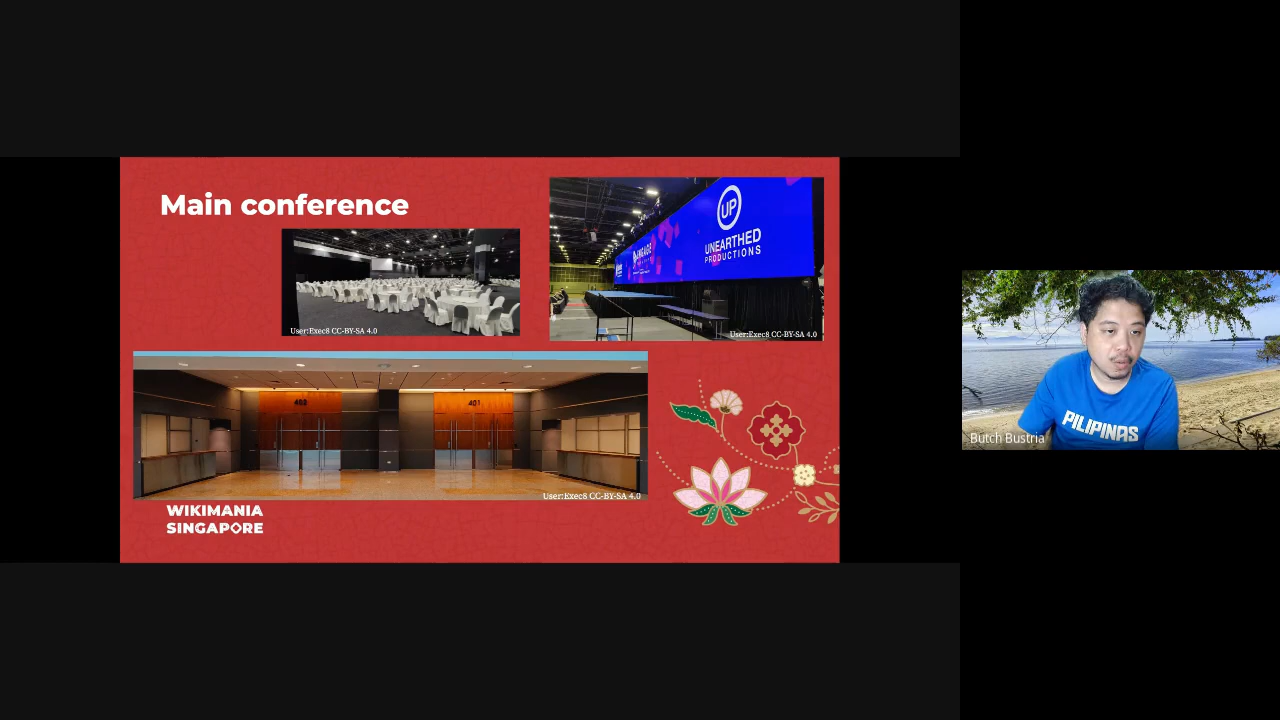 Main conference
User:Exec8 CC-BY-SA 4.0
UP
UNEARTHED
PRODUCTIONS
User:Exec8 CC-BY-SA 4.0
402
401
User:Exec8 CC-BY-SA 4.0
WIKIMANIA
SINGAPORE
PILIPINAS
Butch Bustria